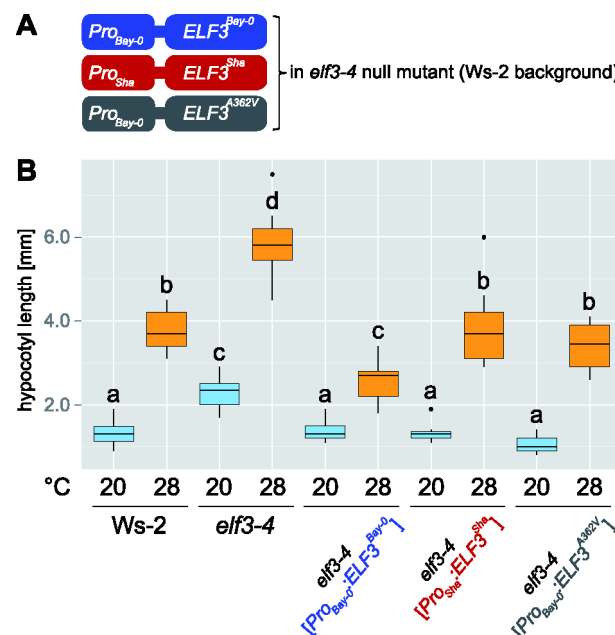 A
Pro Bay-0 ELF3 Bay-0
Pro Sha ELF3 Sha
Pro Bay-0 ELF3 A362V
in elf3-4 null mutant (Ws-2 background)
B
hypocotyl length [mm]
6.0
4.0
2.0
a b c d a c a b a b
°C 20 28 20 28 20 28 20 28 20 28
Ws-2 elf3-4
elf3-4
[Pro Bay-0:ELF3 Bay-0]
elf3-4
[Pro Sha:ELF3 Sha]
elf3-4
[Pro Bay-0:ELF3 A362V]